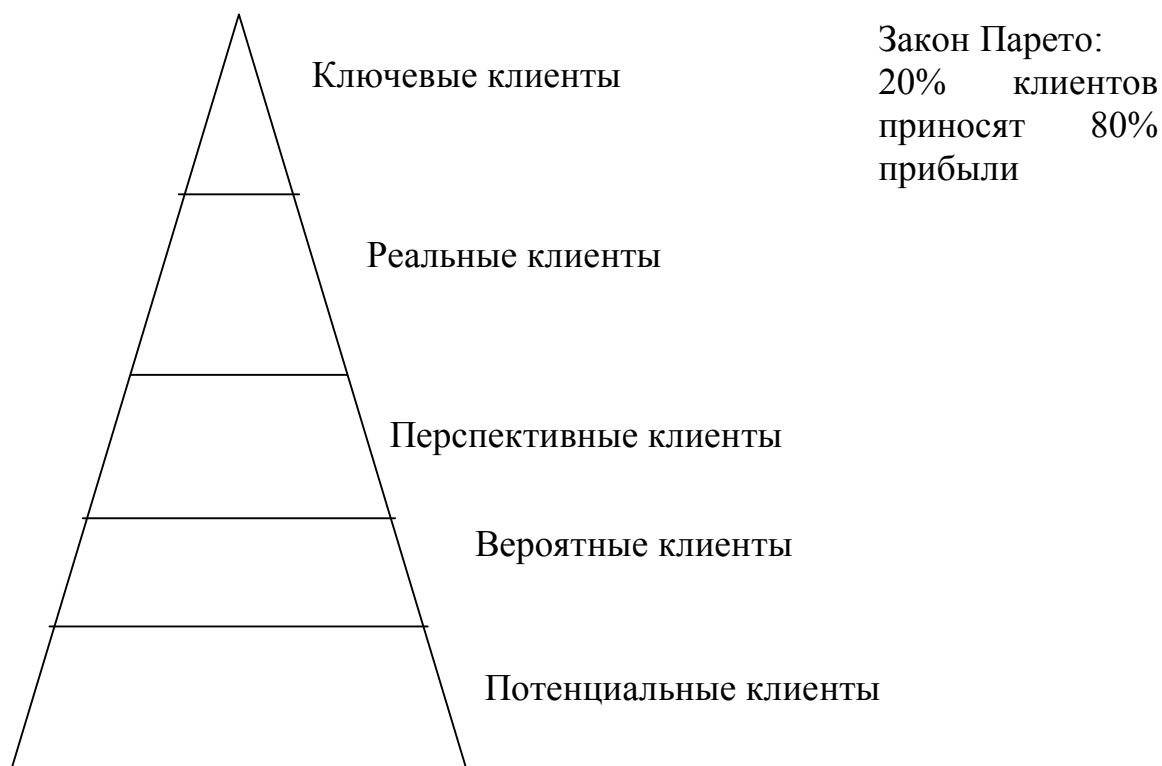 Ключевые клиенты
Закон Парето:
20% клиентов
приносят 80%
прибыли
Реальные клиенты
Перспективные клиенты
Вероятные клиенты
Потенциальные клиенты